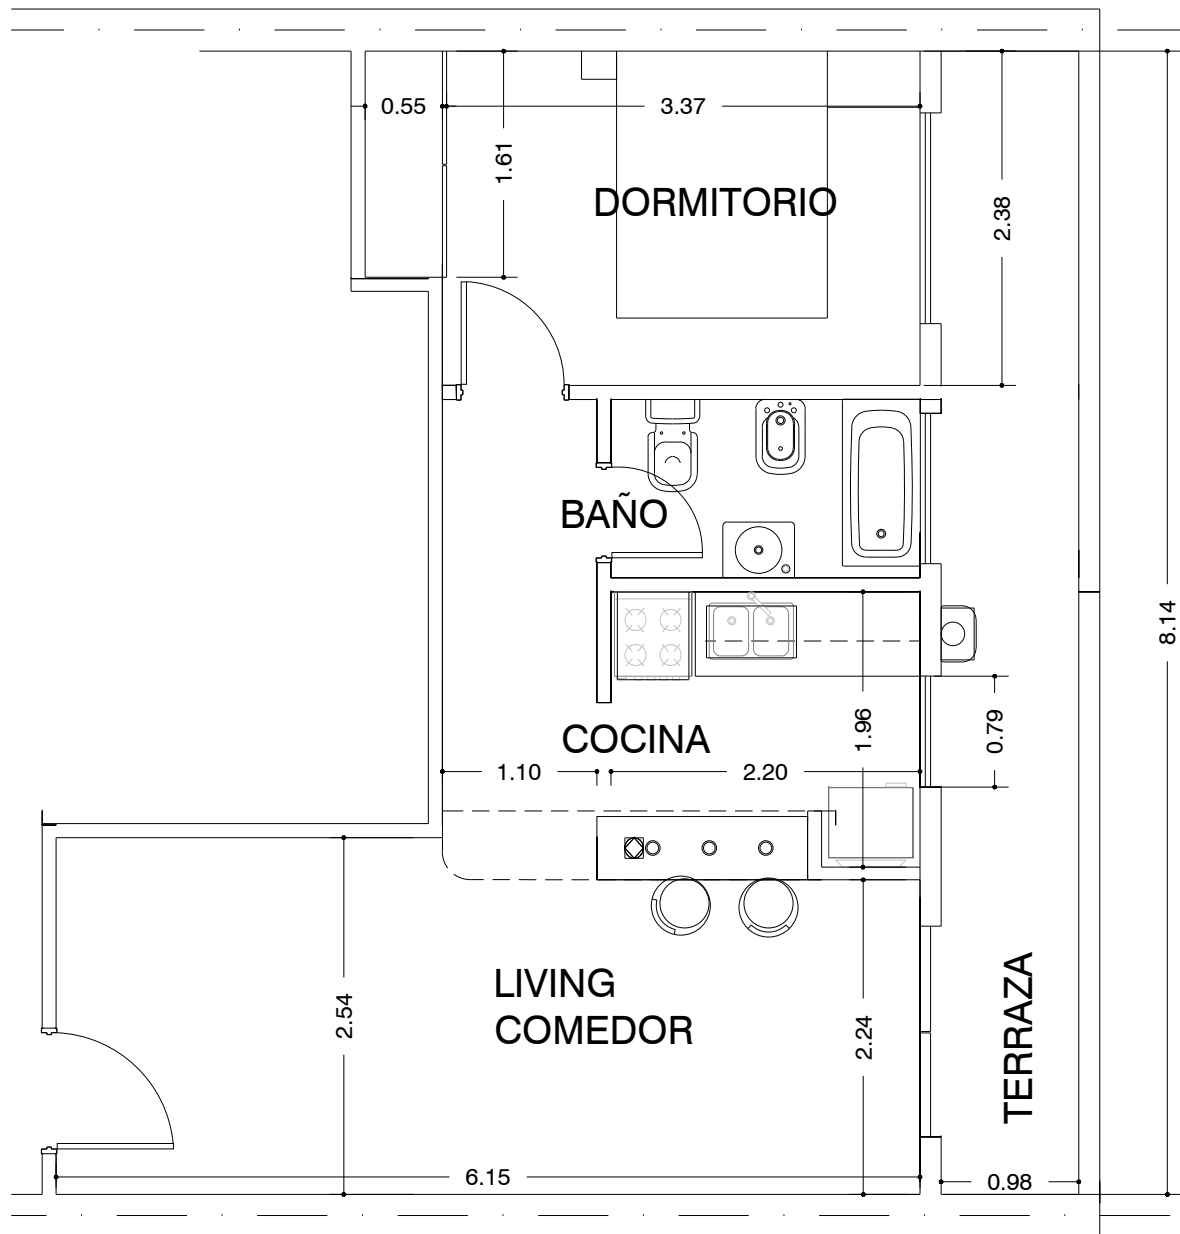 0.55
3.37
1.61
DORMITORIO
2.38
BAÑO
8.14
COCINA
1.96
0.79
1.10
2.20
LIVING
COMEDOR
2.54
2.24
TERRAZA
6.15
0.98